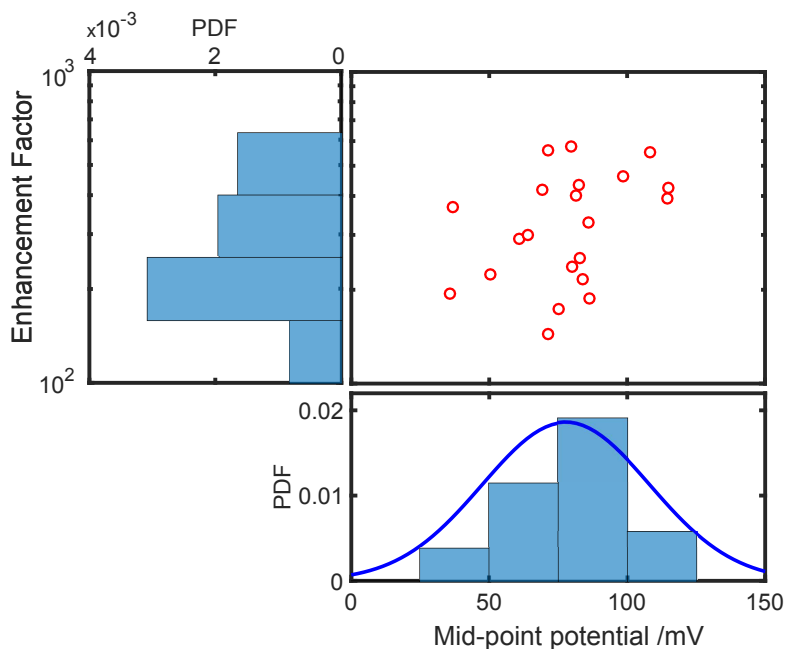 ×10⁻³ PDF
4 2 0
10³
Enhancement Factor
10²
0.02
0.01
0
PDF
0 50 100 150
Mid-point potential /mV